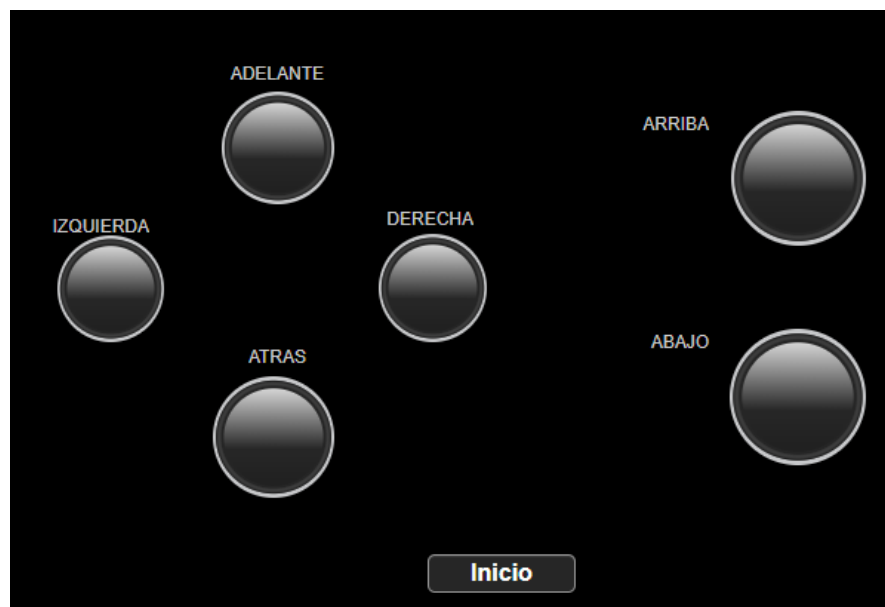 ADELANTE
ARRIBA
IZQUIERDA
DERECHA
ABAJO
ATRAS
Inicio